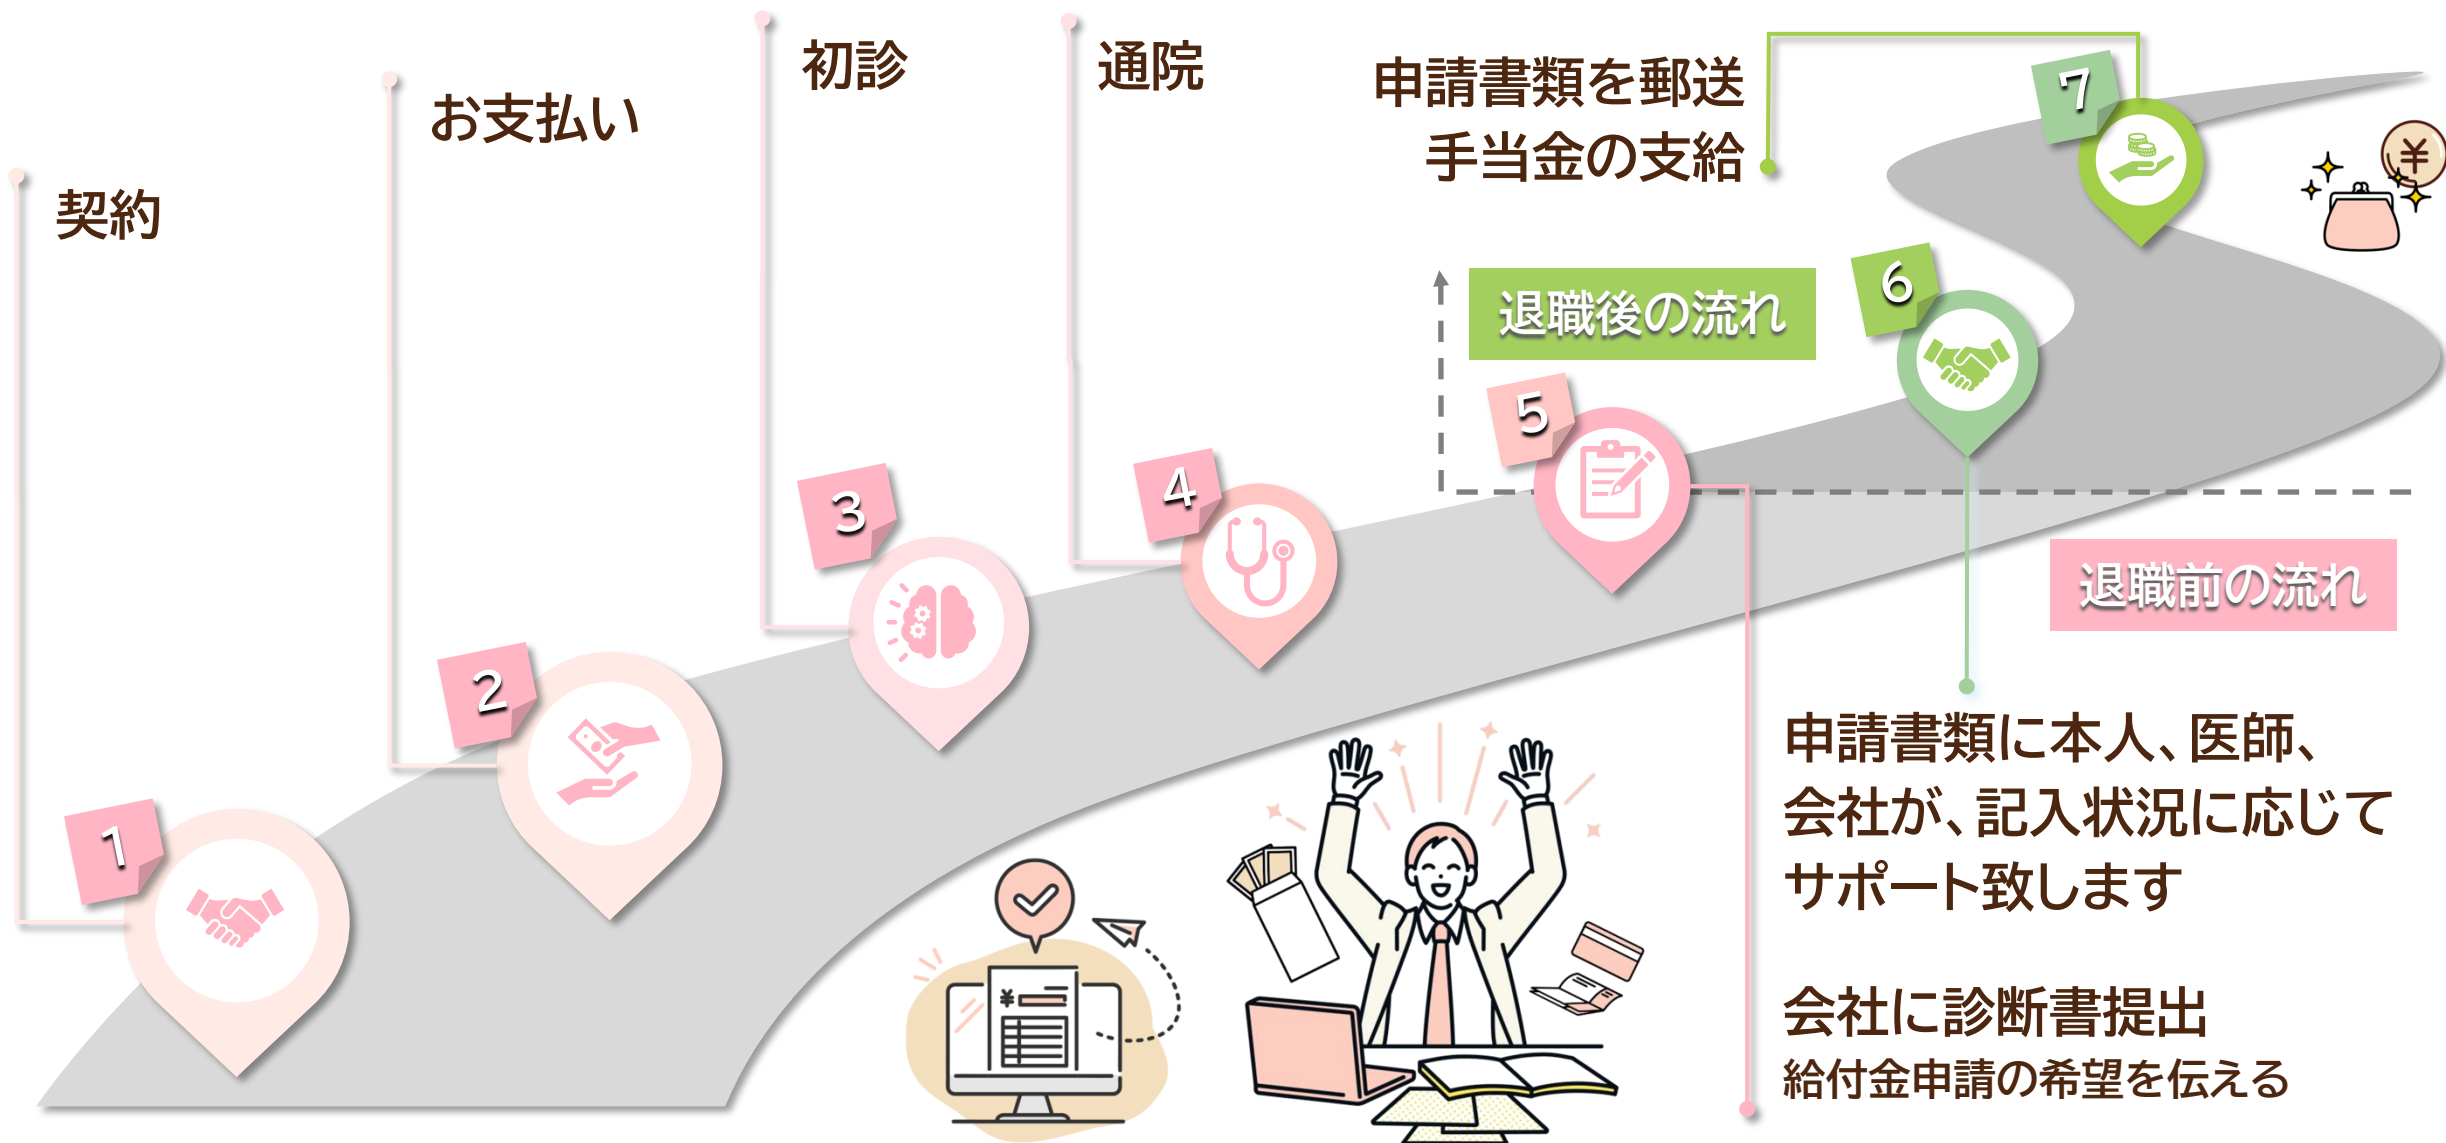 1
契約
2
お支払い
3
初診
4
通院
5
会社に診断書提出
給付金申請の希望を伝える
退職前の流れ
退職後の流れ
6
申請書類に本人、医師、
会社が、記入状況に応じて
サポート致します
7
申請書類を郵送
手当金の支給
¥
¥